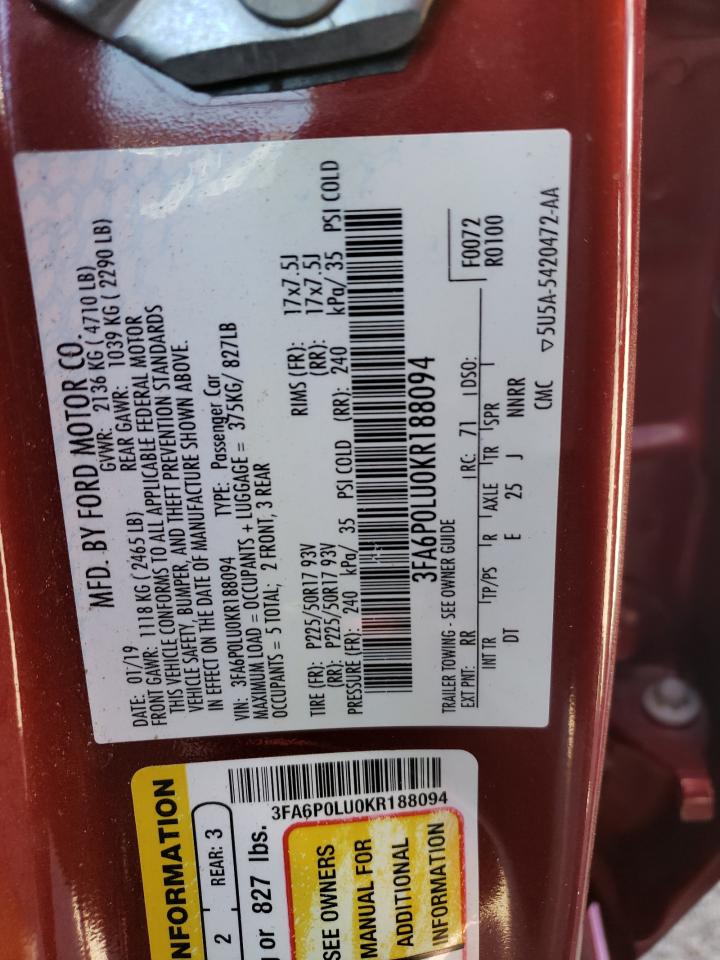 MFD. BY FORD MOTOR CO.
DATE: 01/19 GVWR: 2136 KG ( 4710 LB)
FRONT GAWR: 1118 KG ( 2465 LB) REAR GAWR: 1039 KG ( 2290 LB)
THIS VEHICLE CONFORMS TO ALL APPLICABLE FEDERAL MOTOR
VEHICLE SAFETY, BUMPER, AND THEFT PREVENTION STANDARDS
IN EFFECT ON THE DATE OF MANUFACTURE SHOWN ABOVE.
VIN: 3FA6P0LU0KR188094 TYPE: Passenger Car
MAXIMUM LOAD = OCCUPANTS + LUGGAGE = 375KG/ 827LB
OCCUPANTS = 5 TOTAL; 2 FRONT, 3 REAR
TIRE (FR): P225/50R17 93V RIMS (FR): 17x7.5J
(RR): P225/50R17 93V (RR): 17x7.5J
PRESSURE (FR): 240 kPa/ 35 PSI COLD (RR): 240 kPa/ 35 PSI COLD
3FA6P0LU0KR188094
TRAILER TOWING - SEE OWNER GUIDE F0072
EXT PNT: RR RC: 71 DSO: R0100
INT TR TP/PS R AXLE TR SPR
DT E 25 J NNRR
CMC
▽5U5A-5420472-AA
NFORMATION
2 REAR: 3
or 827 lbs.
3FA6P0LU0KR188094
SEE OWNERS
MANUAL FOR
ADDITIONAL
INFORMATION